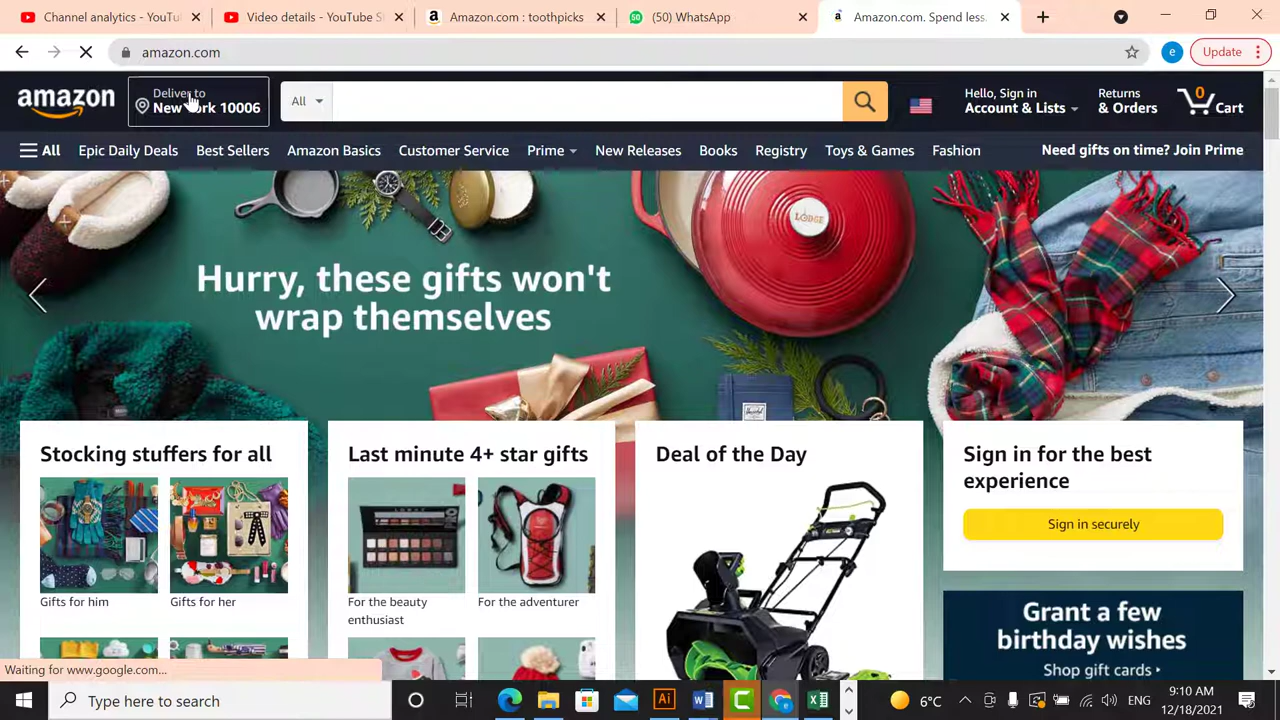 Channel analytics - YouTu
Video details - YouTube S
Amazon.com : toothpicks
(50) WhatsApp
Amazon.com. Spend less.
amazon.com
e
Update
amazon
Deliver to
New York 10006
All
Hello, Sign in
Account & Lists
Returns
& Orders
0
Cart
All
Epic Daily Deals
Best Sellers
Amazon Basics
Customer Service
Prime
New Releases
Books
Registry
Toys & Games
Fashion
Need gifts on time? Join Prime
LODGE
Hurry, these gifts won't
wrap themselves
Stocking stuffers for all
Gifts for him
Gifts for her
Last minute 4+ star gifts
For the beauty
enthusiast
For the adventurer
Deal of the Day
Sign in for the best
experience
Sign in securely
Grant a few
birthday wishes
Shop gift cards
Waiting for www.google.com...
Type here to search
6°C
ENG
9:10 AM
12/18/2021